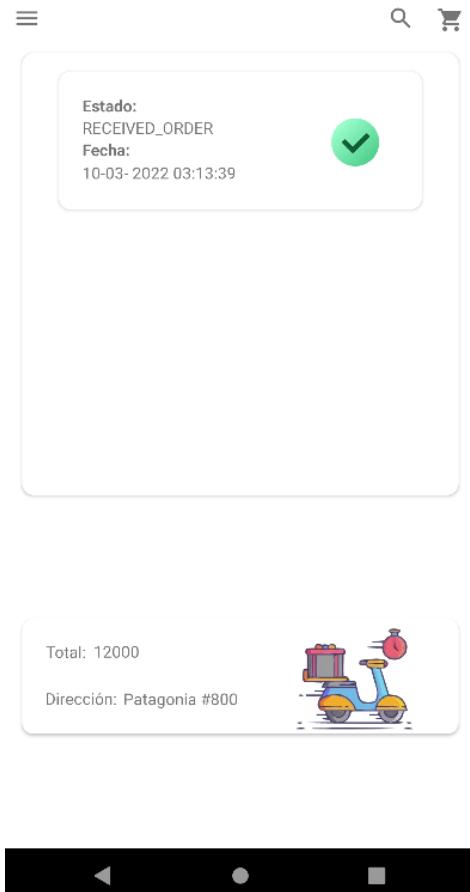 Estado:
RECEIVED_ORDER
Fecha:
10-03- 2022 03:13:39
Total: 12000
Dirección: Patagonia #800